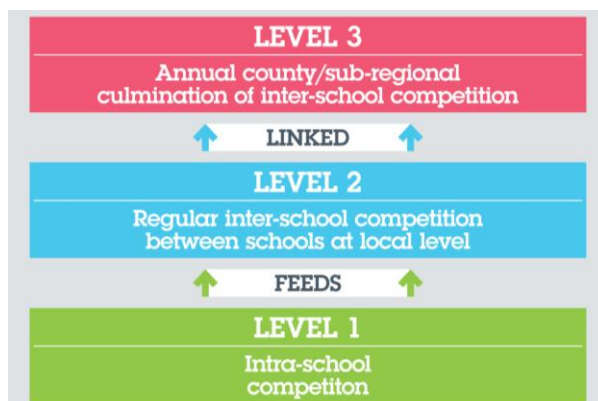 LEVEL 3
Annual county/sub-regional
culmination of inter-school competition
LINKED
LEVEL 2
Regular inter-school competition
between schools at local level
FEEDS
LEVEL 1
Intra-school
competiton